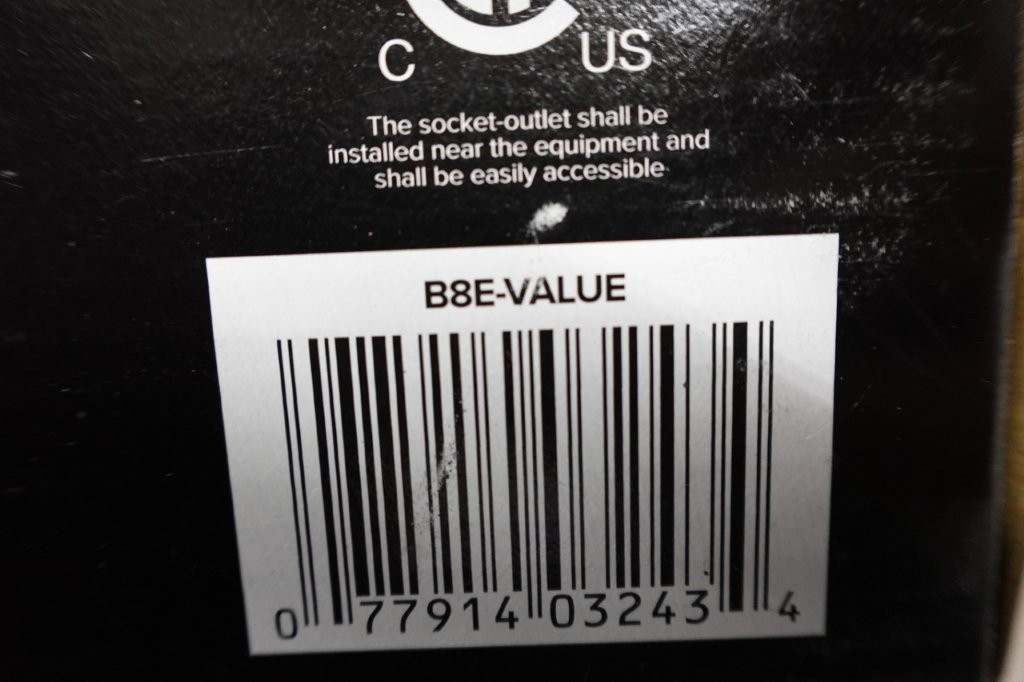 C US
The socket-outlet shall be
installed near the equipment and
shall be easily accessible
B8E-VALUE
0 77914 03243 4